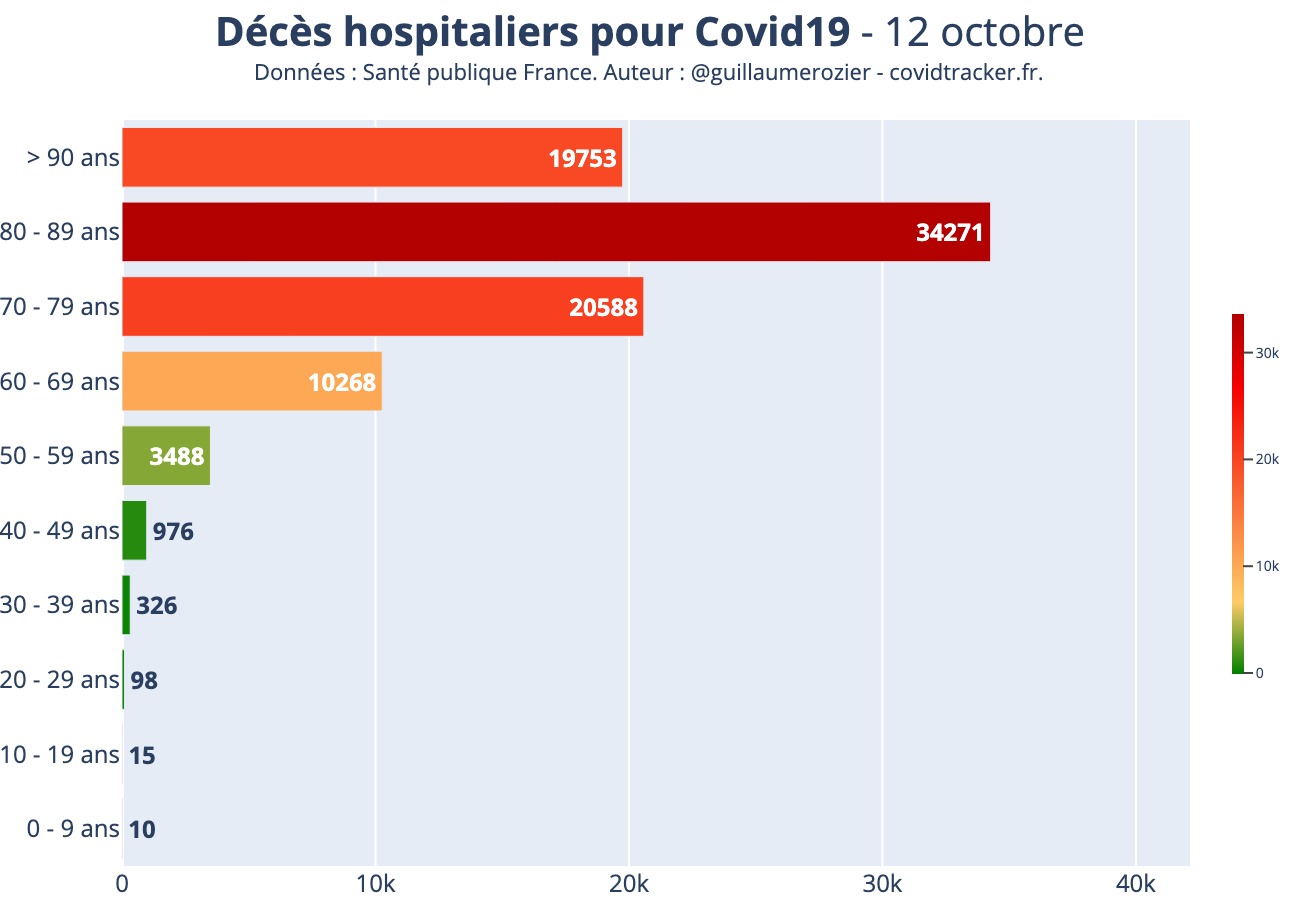 Décès hospitaliers pour Covid19 - 12 octobre
Données : Santé publique France. Auteur : @guillaumerozier - covidtracker.fr.
> 90 ans 19753
80 - 89 ans 34271
70 - 79 ans 20588
60 - 69 ans 10268
50 - 59 ans 3488
40 - 49 ans 976
30 - 39 ans 326
20 - 29 ans 98
10 - 19 ans 15
0 - 9 ans 10
0 10k 20k 30k 40k
30k
20k
10k
0